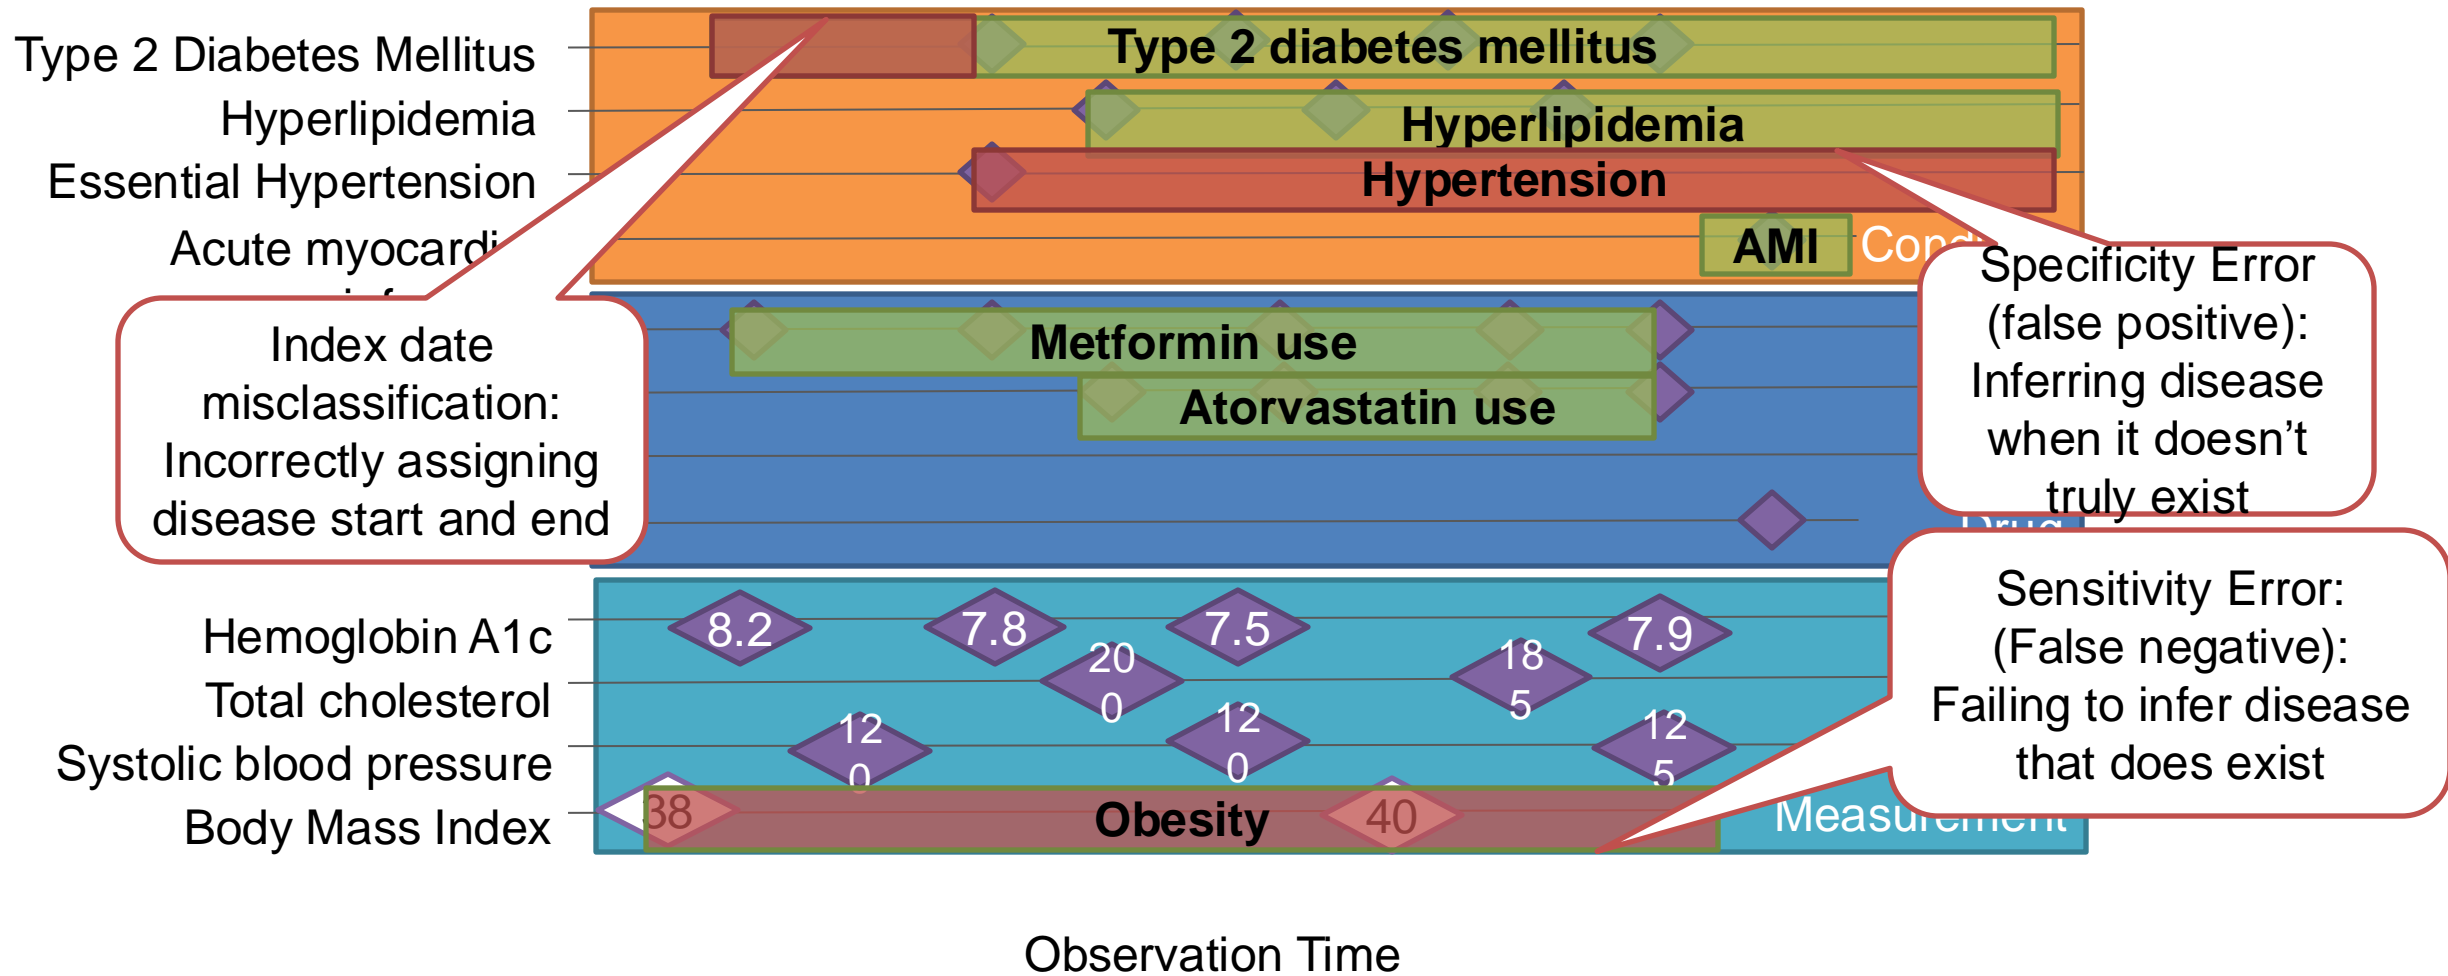 Type 2 Diabetes Mellitus
Type 2 diabetes mellitus
Hyperlipidemia
Hyperlipidemia
Essential Hypertension
Hypertension
Acute myocardi
AMI
Index date
misclassification:
Incorrectly assigning
disease start and end
Metformin use
Atorvastatin use
Specificity Error
(false positive):
Inferring disease
when it doesn't
truly exist
Drug
Hemoglobin A1c
8.2
7.8
7.5
7.9
Total cholesterol
20
0
18
5
Systolic blood pressure
12
0
12
0
12
5
Body Mass Index
38
Obesity
40
Measurement
Sensitivity Error:
(False negative):
Failing to infer disease
that does exist
Observation Time